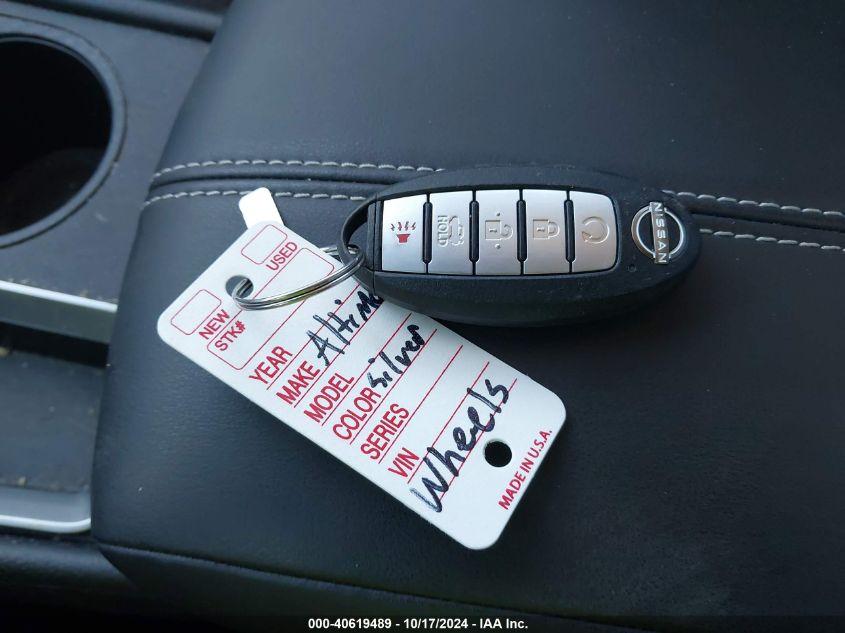 NISSAN
HOLD
USED
NEW
STK#
YEAR
MAKE Altima
MODEL
COLOR Silver
SERIES
VIN
Wheels
MADE IN U.S.A.
000-40619489 - 10/17/2024 - IAA Inc.